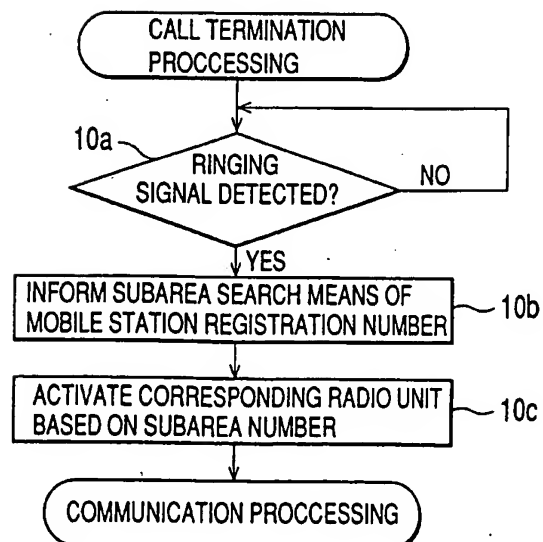 CALL TERMINATION
PROCCESSING
10a
RINGING
SIGNAL DETECTED?
NO
YES
INFORM SUBAREA SEARCH MEANS OF
MOBILE STATION REGISTRATION NUMBER
10b
ACTIVATE CORRESPONDING RADIO UNIT
BASED ON SUBAREA NUMBER
10c
COMMUNICATION PROCCESSING